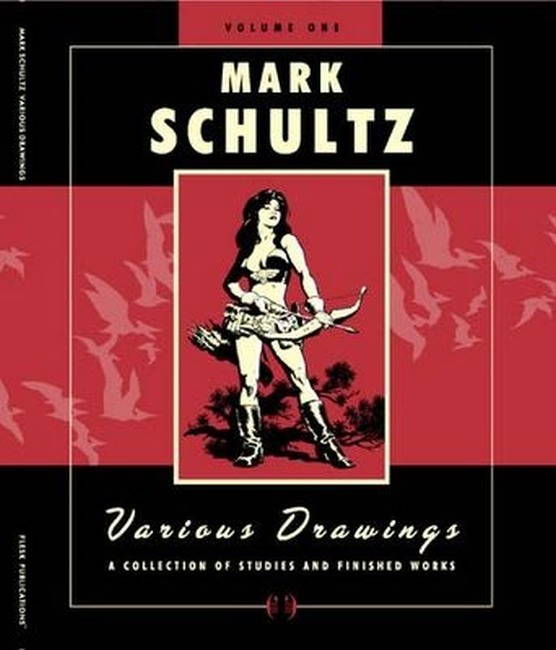 VOLUME ONE
MARK
SCHULTZ
Various Drawings
A COLLECTION OF STUDIES AND FINISHED WORKS
MARK SCHULTZ VARIOUS DRAWINGS
FLESK PUBLICATIONS